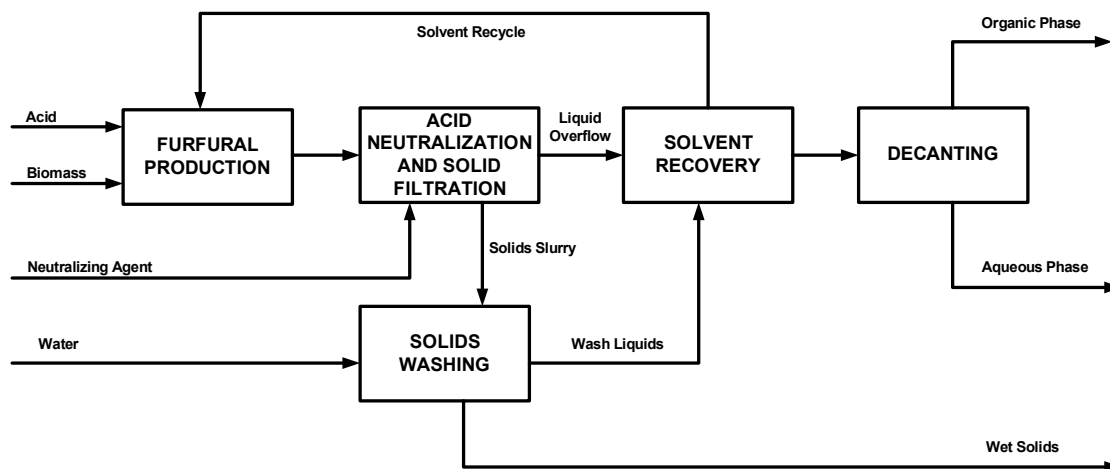 Solvent Recycle
Organic Phase
Acid
Biomass
FURFURAL
PRODUCTION
ACID
NEUTRALIZATION
AND SOLID
FILTRATION
Liquid
Overflow
SOLVENT
RECOVERY
DECANTING
Neutralizing Agent
Solids Slurry
Aqueous Phase
Water
SOLIDS
WASHING
Wash Liquids
Wet Solids